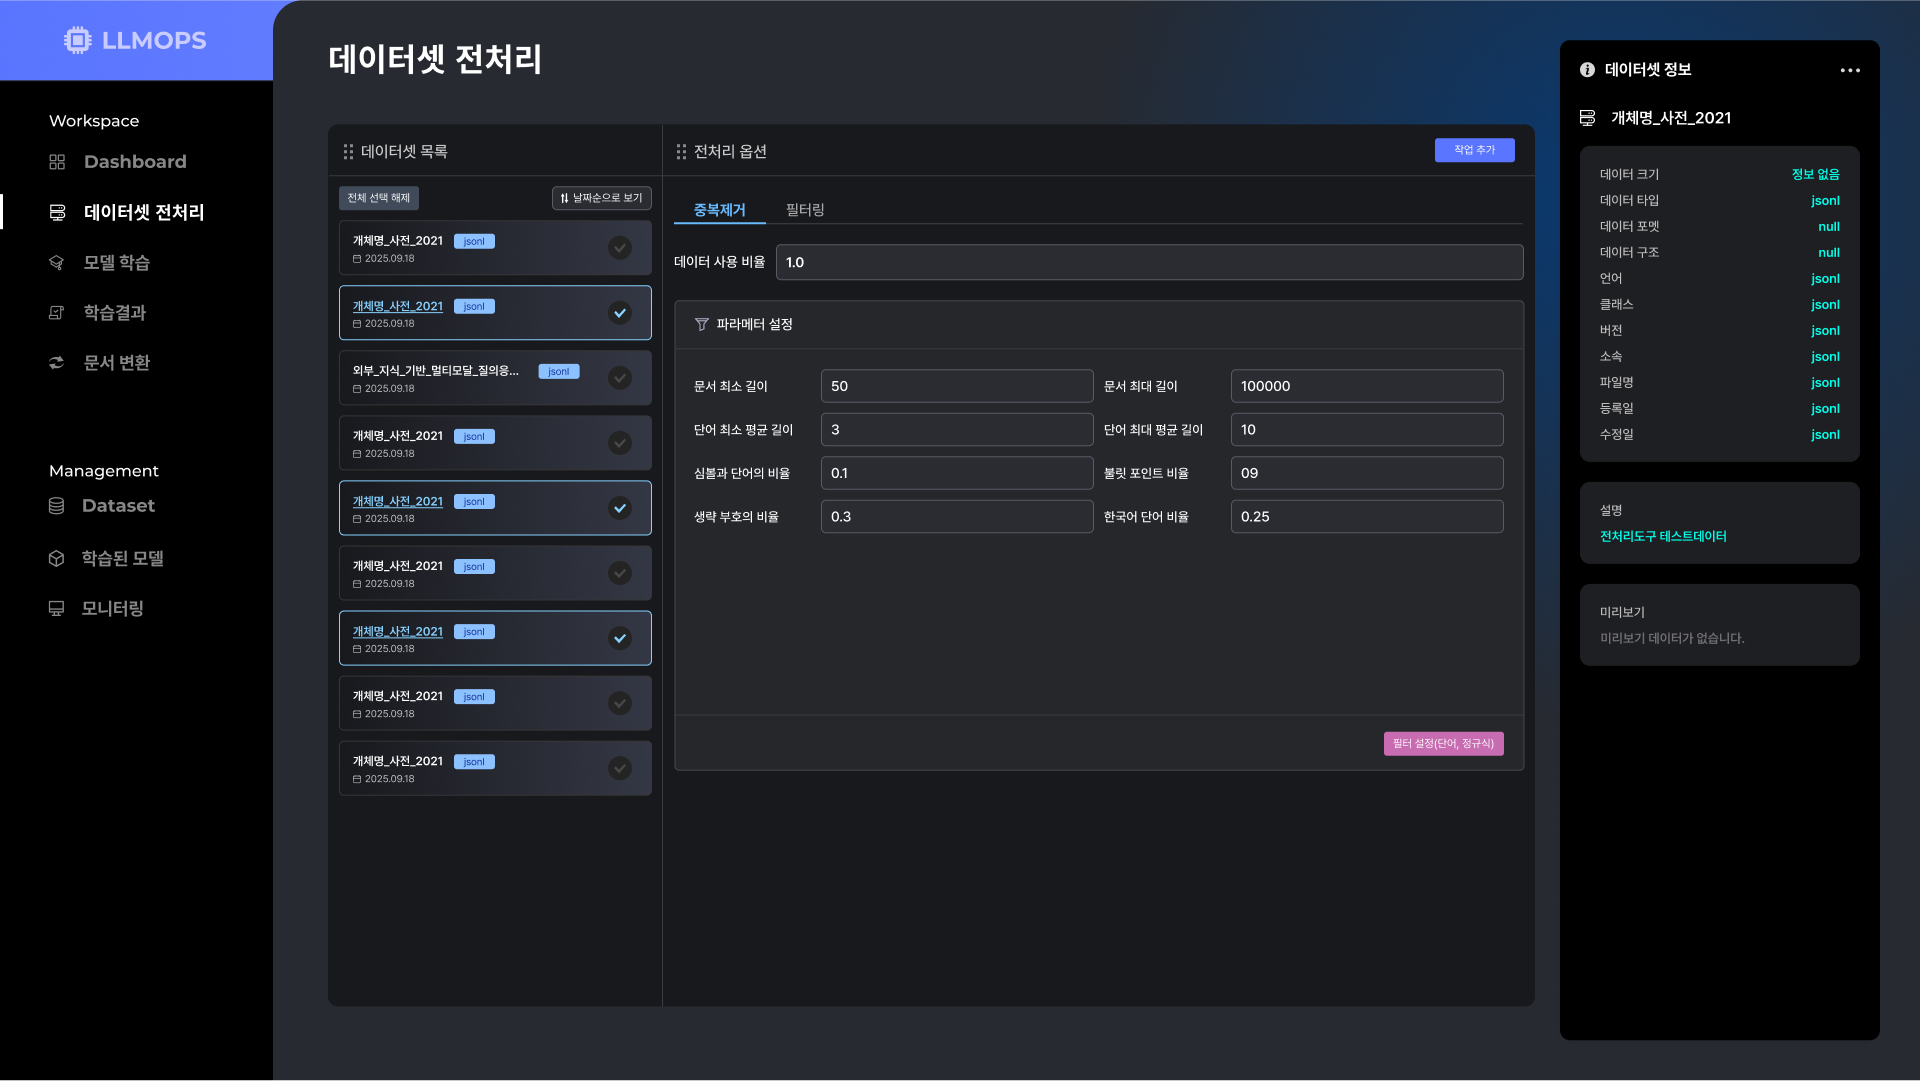 LLMOPS
Workspace
Dashboard
데이터셋 전처리
모델 학습
학습결과
문서 변환
Management
Dataset
학습된 모델
모니터링
데이터셋 전처리
데이터셋 목록
전체 선택 해제
날짜순으로 보기
개체명_사전_2021 jsonl
2025.09.18
개체명_사전_2021 jsonl
2025.09.18
외부_지식_기반_멀티모달_질의응... jsonl
2025.09.18
개체명_사전_2021 jsonl
2025.09.18
개체명_사전_2021 jsonl
2025.09.18
개체명_사전_2021 jsonl
2025.09.18
개체명_사전_2021 jsonl
2025.09.18
개체명_사전_2021 jsonl
2025.09.18
개체명_사전_2021 jsonl
2025.09.18
전처리 옵션
작업 추가
중복제거 필터링
데이터 사용 비율 1.0
파라메터 설정
문서 최소 길이 50 문서 최대 길이 100000
단어 최소 평균 길이 3 단어 최대 평균 길이 10
심볼과 단어의 비율 0.1 불릿 포인트 비율 09
생략 부호의 비율 0.3 한국어 단어 비율 0.25
필터 설정(단어, 정규식)
데이터셋 정보
개체명_사전_2021
데이터 크기 정보 없음
데이터 타입 jsonl
데이터 포멧 null
데이터 구조 null
언어 jsonl
클래스 jsonl
버전 jsonl
소속 jsonl
파일명 jsonl
등록일 jsonl
수정일 jsonl
설명
전처리도구 테스트데이터
미리보기
미리보기 데이터가 없습니다.